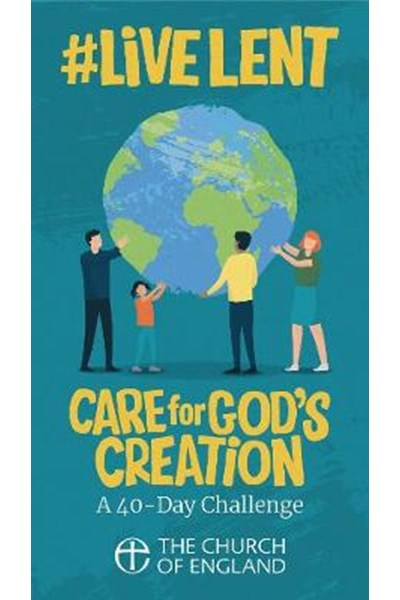 #LiVE LENT
CARE for GOD'S
CREATiON
A 40-Day Challenge
THE CHURCH
OF ENGLAND